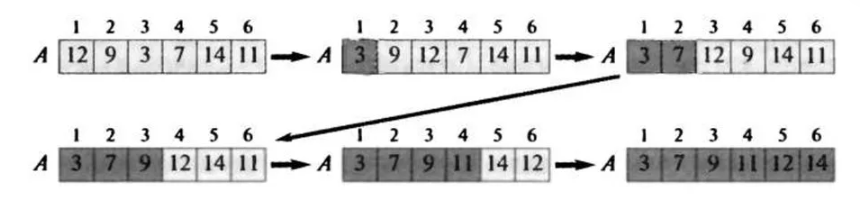 1 2 3 4 5 6
A 12 9 3 7 14 11
1 2 3 4 5 6
A 3 9 12 7 14 11
1 2 3 4 5 6
A 3 7 12 9 14 11
1 2 3 4 5 6
A 3 7 9 12 14 11
1 2 3 4 5 6
A 3 7 9 11 14 12
1 2 3 4 5 6
A 3 7 9 11 12 14